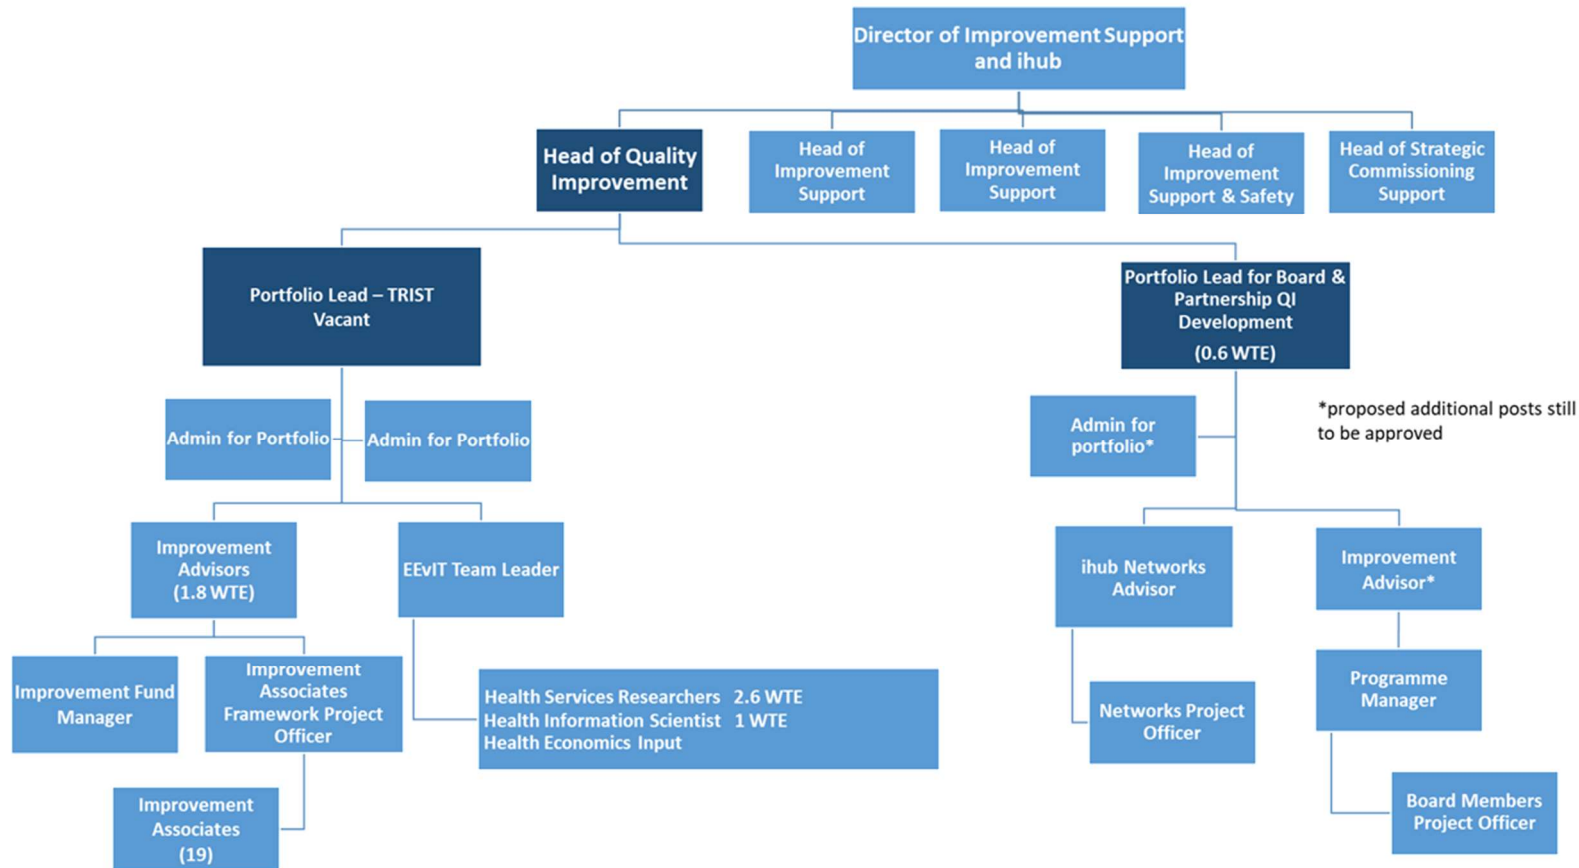 Director of Improvement Support
and ihub
Head of Quality
Improvement
Head of
Improvement
Support
Head of
Improvement
Support
Head of
Improvement
Support & Safety
Head of Strategic
Commissioning
Support
Portfolio Lead – TRIST
Vacant
Portfolio Lead for Board &
Partnership QI
Development
(0.6 WTE)
Admin for Portfolio
Admin for Portfolio
Admin for
portfolio*
*proposed additional posts still
to be approved
Improvement
Advisors
(1.8 WTE)
EEvIT Team Leader
ihub Networks
Advisor
Improvement
Advisor*
Improvement Fund
Manager
Improvement
Associates
Framework Project
Officer
Health Services Researchers 2.6 WTE
Health Information Scientist 1 WTE
Health Economics Input
Networks Project
Officer
Programme
Manager
Improvement
Associates
(19)
Board Members
Project Officer